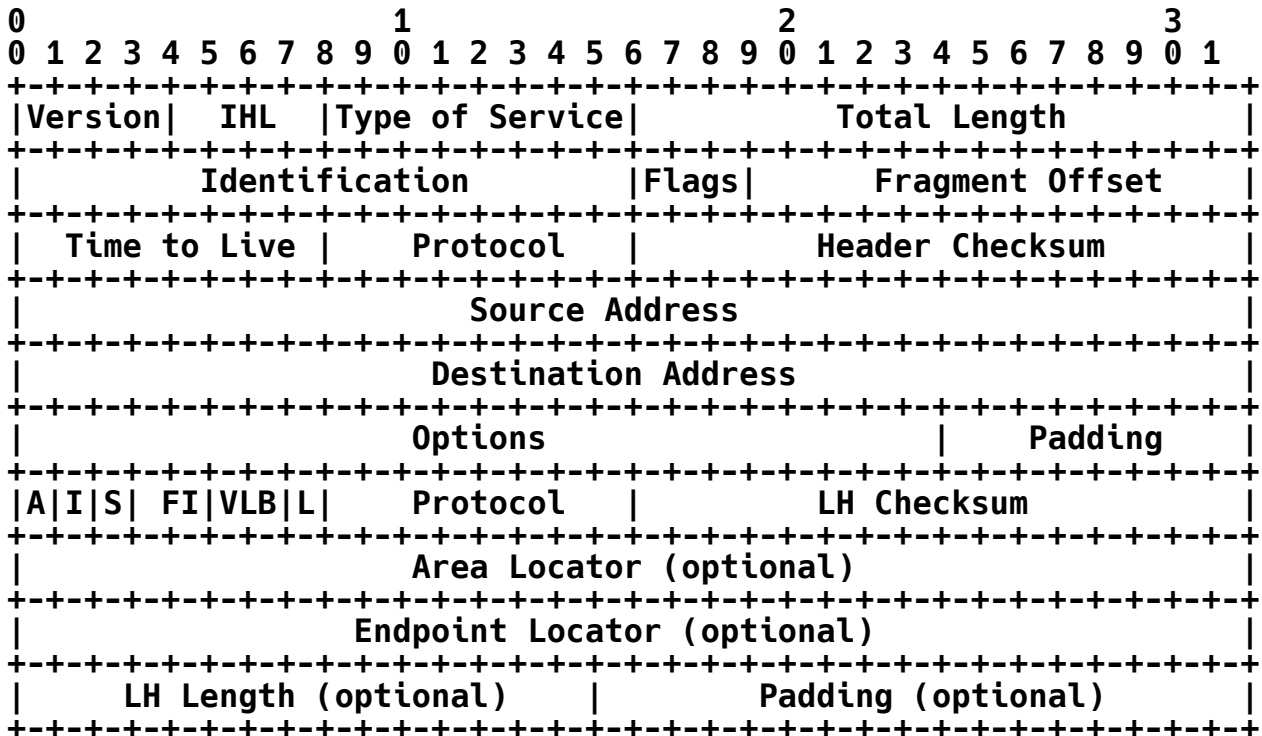 0                   1                   2                   3
0 1 2 3 4 5 6 7 8 9 0 1 2 3 4 5 6 7 8 9 0 1 2 3 4 5 6 7 8 9 0 1
+-+-+-+-+-+-+-+-+-+-+-+-+-+-+-+-+-+-+-+-+-+-+-+-+-+-+-+-+-+-+-+-+
|Version|  IHL  |Type of Service|          Total Length         |
+-+-+-+-+-+-+-+-+-+-+-+-+-+-+-+-+-+-+-+-+-+-+-+-+-+-+-+-+-+-+-+-+
|         Identification        |Flags|      Fragment Offset    |
+-+-+-+-+-+-+-+-+-+-+-+-+-+-+-+-+-+-+-+-+-+-+-+-+-+-+-+-+-+-+-+-+
|  Time to Live |    Protocol   |         Header Checksum       |
+-+-+-+-+-+-+-+-+-+-+-+-+-+-+-+-+-+-+-+-+-+-+-+-+-+-+-+-+-+-+-+-+
|                       Source Address                          |
+-+-+-+-+-+-+-+-+-+-+-+-+-+-+-+-+-+-+-+-+-+-+-+-+-+-+-+-+-+-+-+-+
|                     Destination Address                       |
+-+-+-+-+-+-+-+-+-+-+-+-+-+-+-+-+-+-+-+-+-+-+-+-+-+-+-+-+-+-+-+-+
|                    Options                    |    Padding    |
+-+-+-+-+-+-+-+-+-+-+-+-+-+-+-+-+-+-+-+-+-+-+-+-+-+-+-+-+-+-+-+-+
|A|I|S| FI|VLB|L|    Protocol   |         LH Checksum           |
+-+-+-+-+-+-+-+-+-+-+-+-+-+-+-+-+-+-+-+-+-+-+-+-+-+-+-+-+-+-+-+-+
|                    Area Locator (optional)                    |
+-+-+-+-+-+-+-+-+-+-+-+-+-+-+-+-+-+-+-+-+-+-+-+-+-+-+-+-+-+-+-+-+
|                 Endpoint Locator (optional)                   |
+-+-+-+-+-+-+-+-+-+-+-+-+-+-+-+-+-+-+-+-+-+-+-+-+-+-+-+-+-+-+-+-+
|     LH Length (optional)    |        Padding (optional)       |
+-+-+-+-+-+-+-+-+-+-+-+-+-+-+-+-+-+-+-+-+-+-+-+-+-+-+-+-+-+-+-+-+